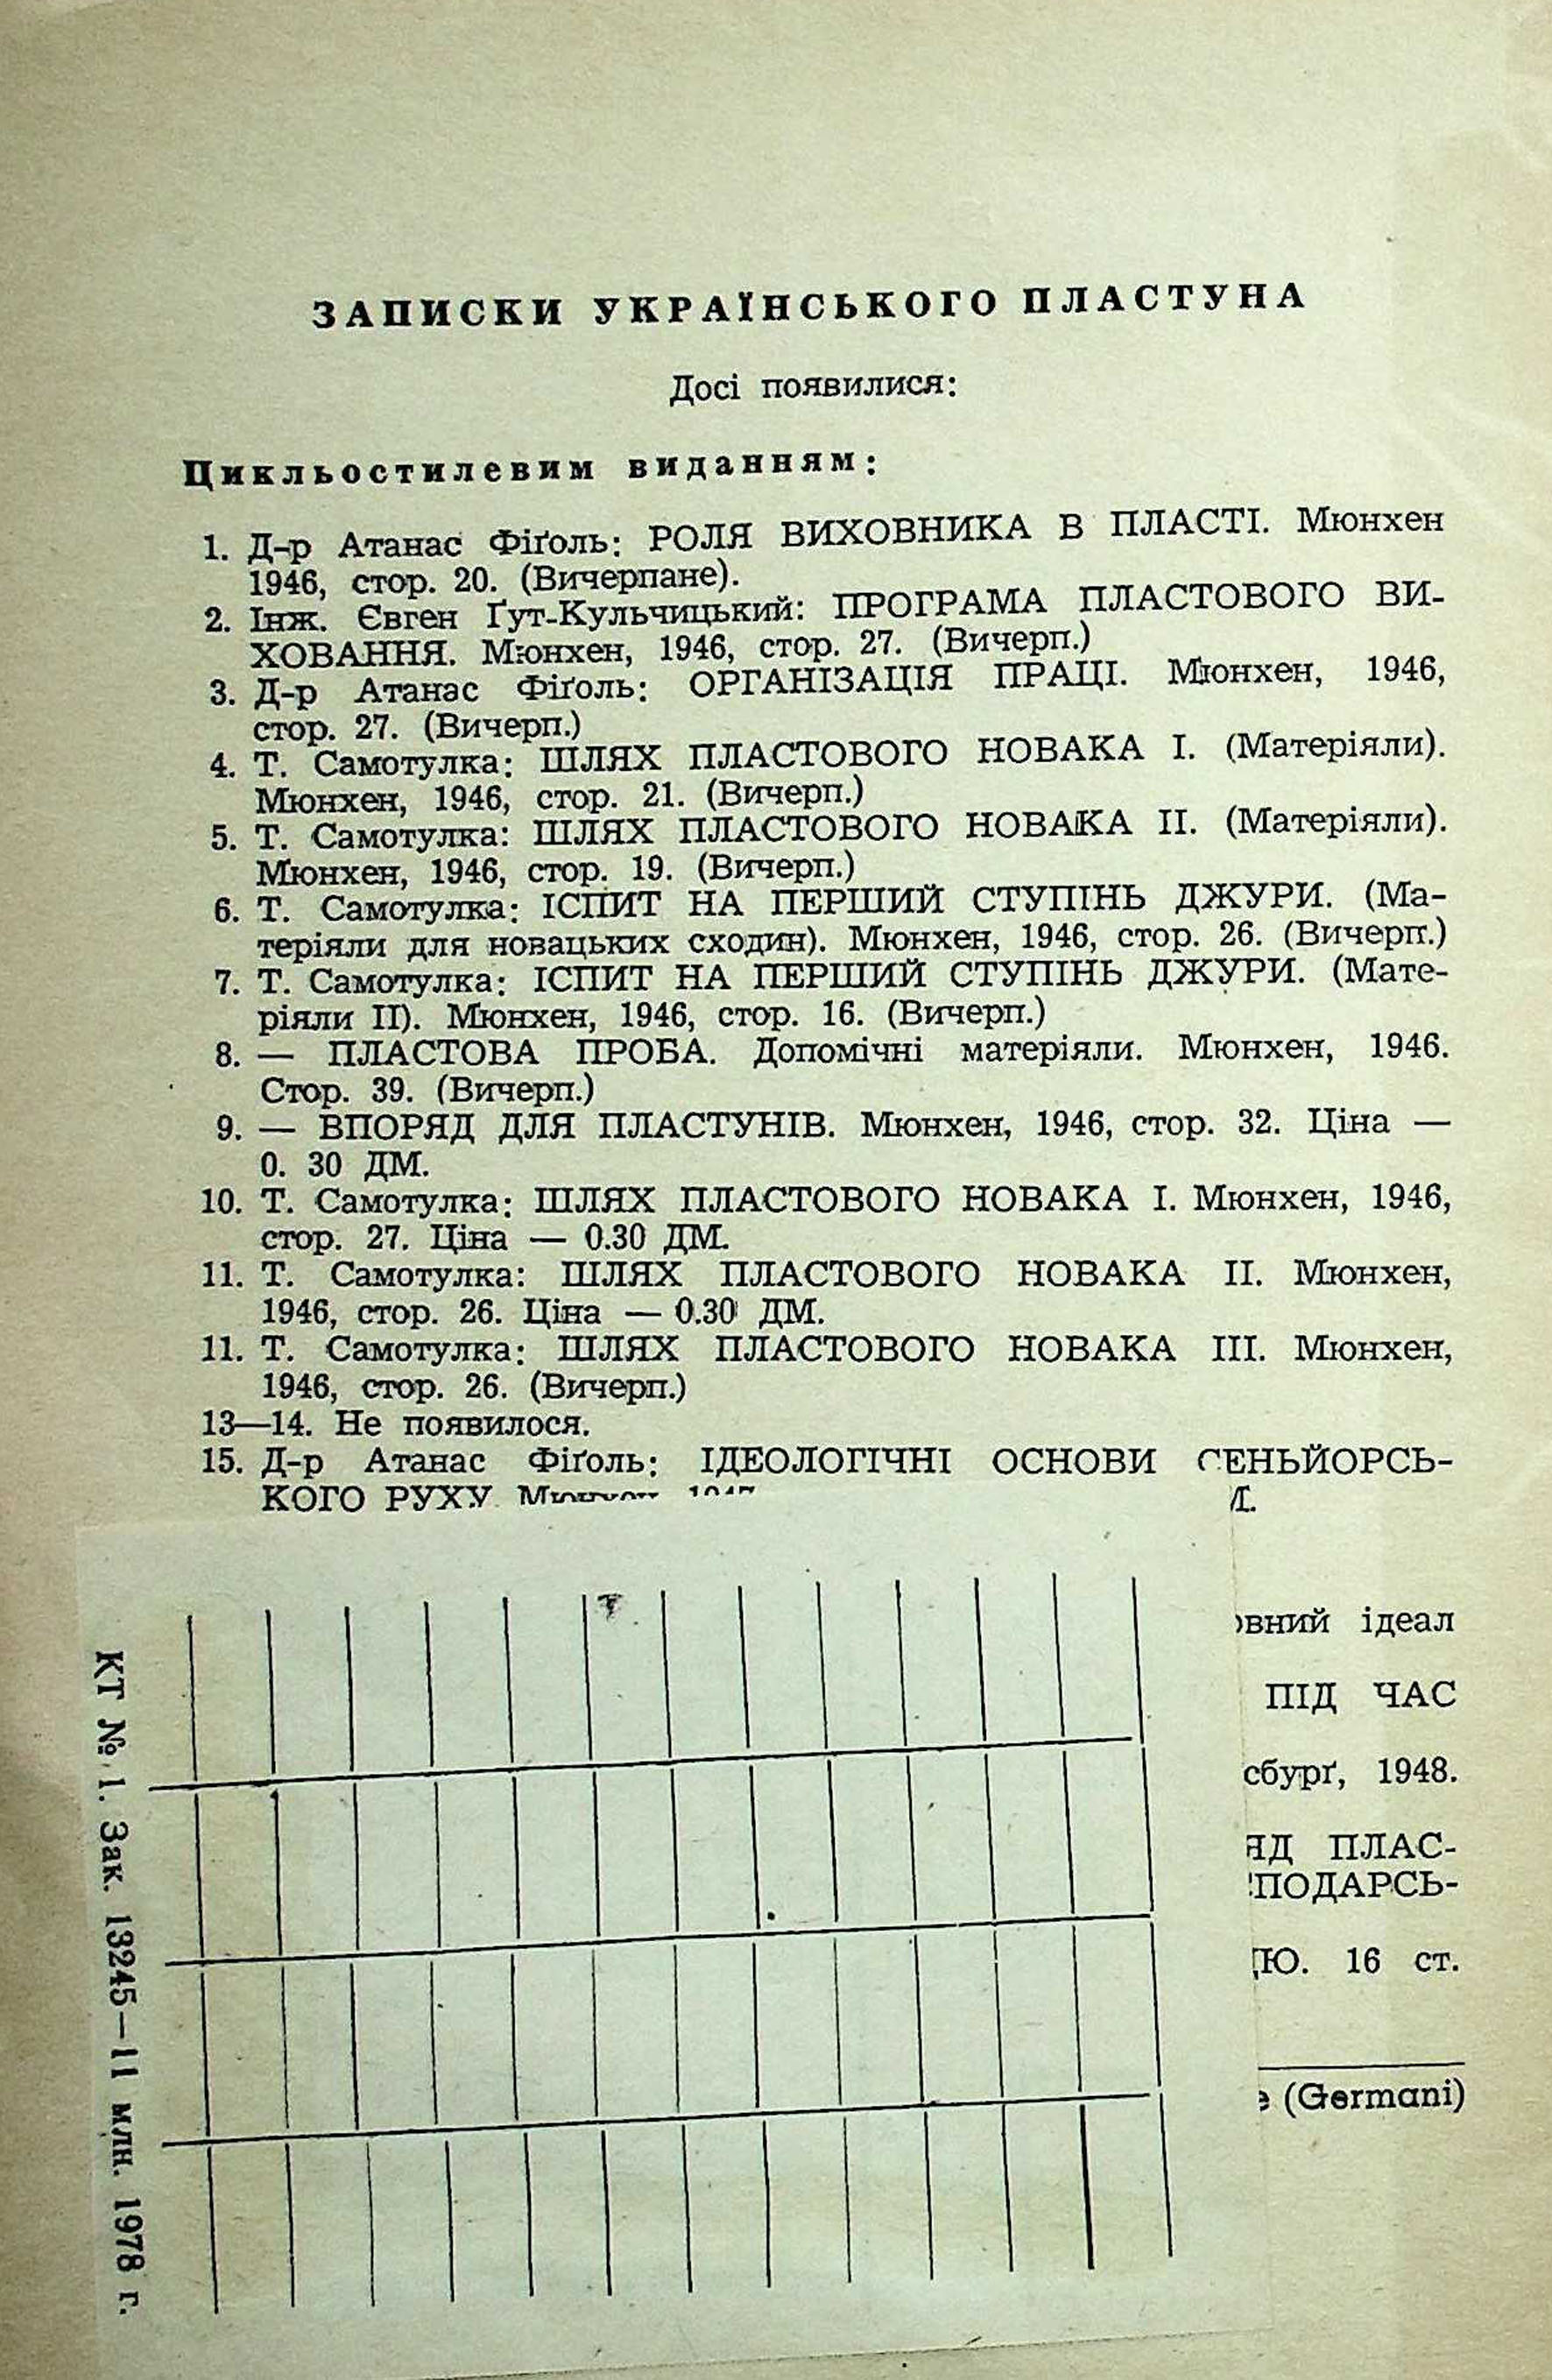 ЗАПИСКИ УКРАЇНСЬКОГО ПЛАСТУНА
Досі появилися:
Цикльостилевим виданням:
1. Д-р Атанас Фіґоль: РОЛЯ ВИХОВНИКА В ПЛАСТІ. Мюнхен
1946, стор. 20. (Вичерпане).
2. Інж. Євген Ґут-Кульчицький: ПРОГРАМА ПЛАСТОВОГО ВИ-
ХОВАННЯ. Мюнхен, 1946, стор. 27. (Вичерп.)
3. Д-р Атанас Фіґоль: ОРГАНІЗАЦІЯ ПРАЦІ. Мюнхен, 1946,
стор. 27. (Вичерп.)
4. Т. Самотулка: ШЛЯХ ПЛАСТОВОГО НОВАКА І. (Матеріяли).
Мюнхен, 1946, стор. 21. (Вичерп.)
5. Т. Самотулка: ШЛЯХ ПЛАСТОВОГО НОВАКА ІІ. (Матеріяли).
Мюнхен, 1946, стор. 19. (Вичерп.)
6. Т. Самотулка: ІСПИТ НА ПЕРШИЙ СТУПІНЬ ДЖУРИ. (Ма-
теріяли для новацьких сходин). Мюнхен, 1946, стор. 26. (Вичерп.)
7. Т. Самотулка: ІСПИТ НА ПЕРШИЙ СТУПІНЬ ДЖУРИ. (Мате-
ріяли ІІ). Мюнхен, 1946, стор. 16. (Вичерп.)
8. — ПЛАСТОВА ПРОБА. Допомічні матеріяли. Мюнхен, 1946.
Стор. 39. (Вичерп.)
9. — ВПОРЯД ДЛЯ ПЛАСТУНІВ. Мюнхен, 1946, стор. 32. Ціна —
0. 30 ДМ.
10. Т. Самотулка: ШЛЯХ ПЛАСТОВОГО НОВАКА І. Мюнхен, 1946,
стор. 27. Ціна — 0.30 ДМ.
11. Т. Самотулка: ШЛЯХ ПЛАСТОВОГО НОВАКА ІІ. Мюнхен,
1946, стор. 26. Ціна — 0.30 ДМ.
11. Т. Самотулка: ШЛЯХ ПЛАСТОВОГО НОВАКА ІІІ. Мюнхен,
1946, стор. 26. (Вичерп.)
13—14. Не появилося.
15. Д-р Атанас Фіґоль: ІДЕОЛОГІЧНІ ОСНОВИ СЕНЬЙОРСЬ-
КОГО РУХУ
вний ідеал
ПІД ЧАС
сбурґ, 1948.
ЯД ПЛАС-
ПОДАРСЬ-
Ю. 16 ст.
(Germani)
КТ № 1. Зак. 13245—11 млн. 1978 г.